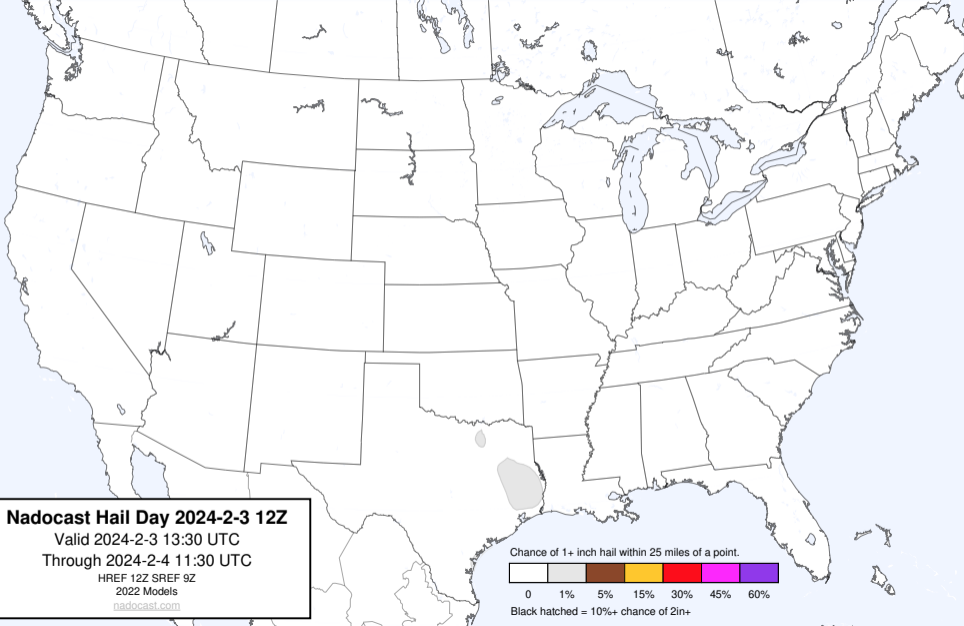 Nadocast Hail Day 2024-2-3 12Z
Valid 2024-2-3 13:30 UTC
Through 2024-2-4 11:30 UTC
HREF 12Z SREF 9Z
2022 Models
nadocast.com
Chance of 1+ inch hail within 25 miles of a point.
0 1% 5% 15% 30% 45% 60%
Black hatched = 10%+ chance of 2in+